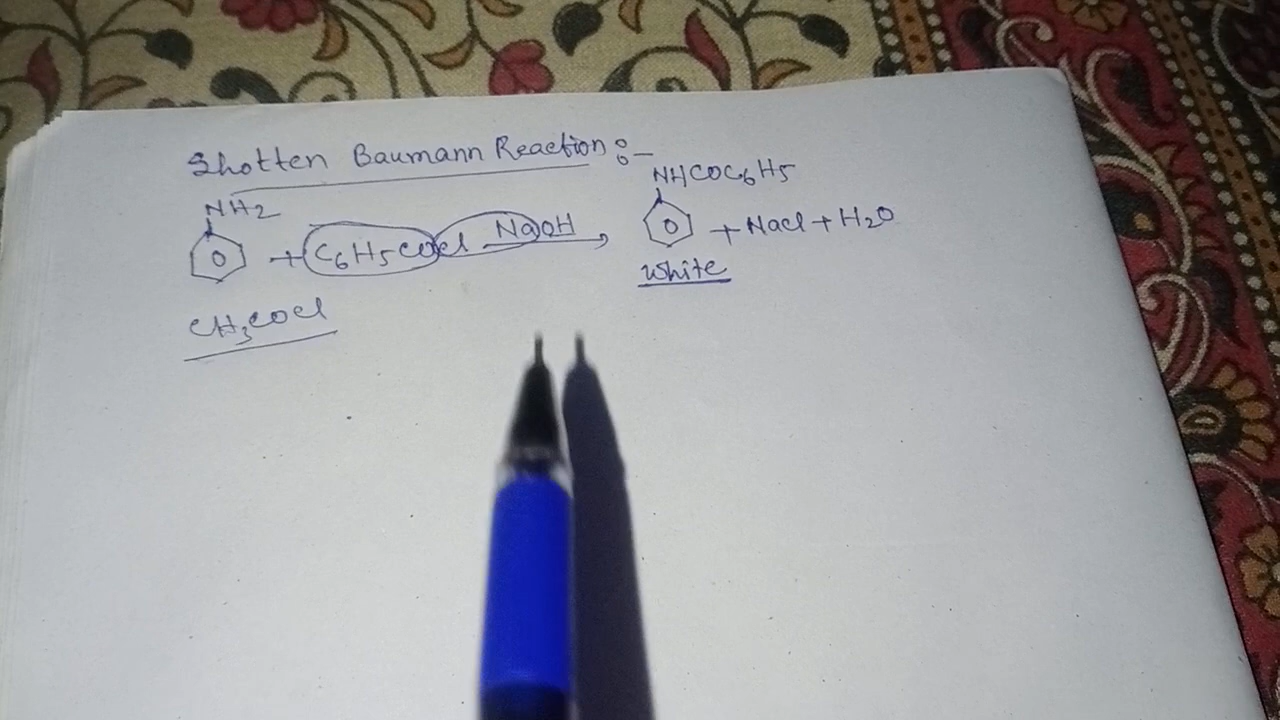 Shotten Baumann Reaction:-
NH2 + C6H5COCl NaOH → NHCOC6H5 + NaCl + H2O
White
CH3COCl